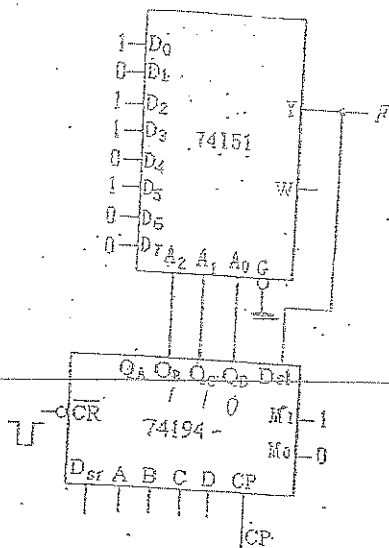 1 D0
0 D1
1 D2
1 D3
0 D4
1 D5
0 D6
0 D7
74151
Y F
W
A2 A1 A0 G
QA QB QC QD DSL
1 1 0
CR
74194
M1 1
M0 0
DSR A B C D CP
CP